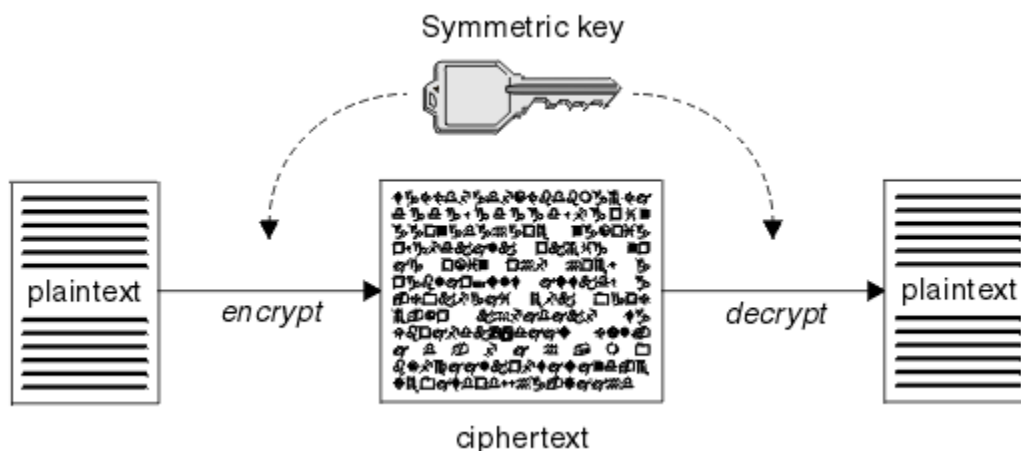 Symmetric key
plaintext
encrypt
decrypt
plaintext
ciphertext